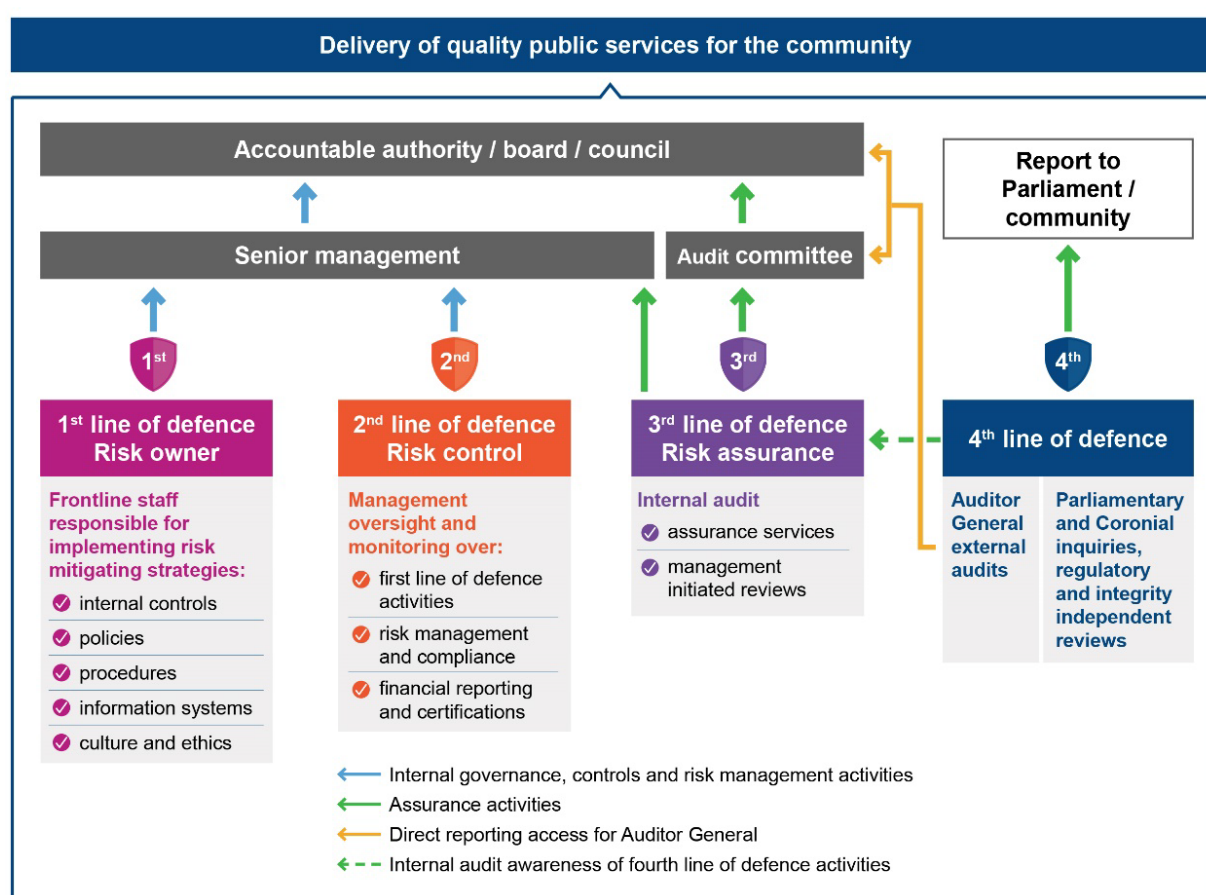 Delivery of quality public services for the community
Accountable authority / board / council
Report to
Parliament /
community
Senior management
Audit committee
1st
2nd
3rd
4th
1st line of defence
Risk owner
Frontline staff
responsible for
implementing risk
mitigating strategies:
internal controls
policies
procedures
information systems
culture and ethics
2nd line of defence
Risk control
Management
oversight and
monitoring over:
first line of defence
activities
risk management
and compliance
financial reporting
and certifications
3rd line of defence
Risk assurance
Internal audit
assurance services
management
initiated reviews
4th line of defence
Auditor
General
external
audits
Parliamentary
and Coronial
inquiries,
regulatory
and integrity
independent
reviews
Internal governance, controls and risk management activities
Assurance activities
Direct reporting access for Auditor General
Internal audit awareness of fourth line of defence activities